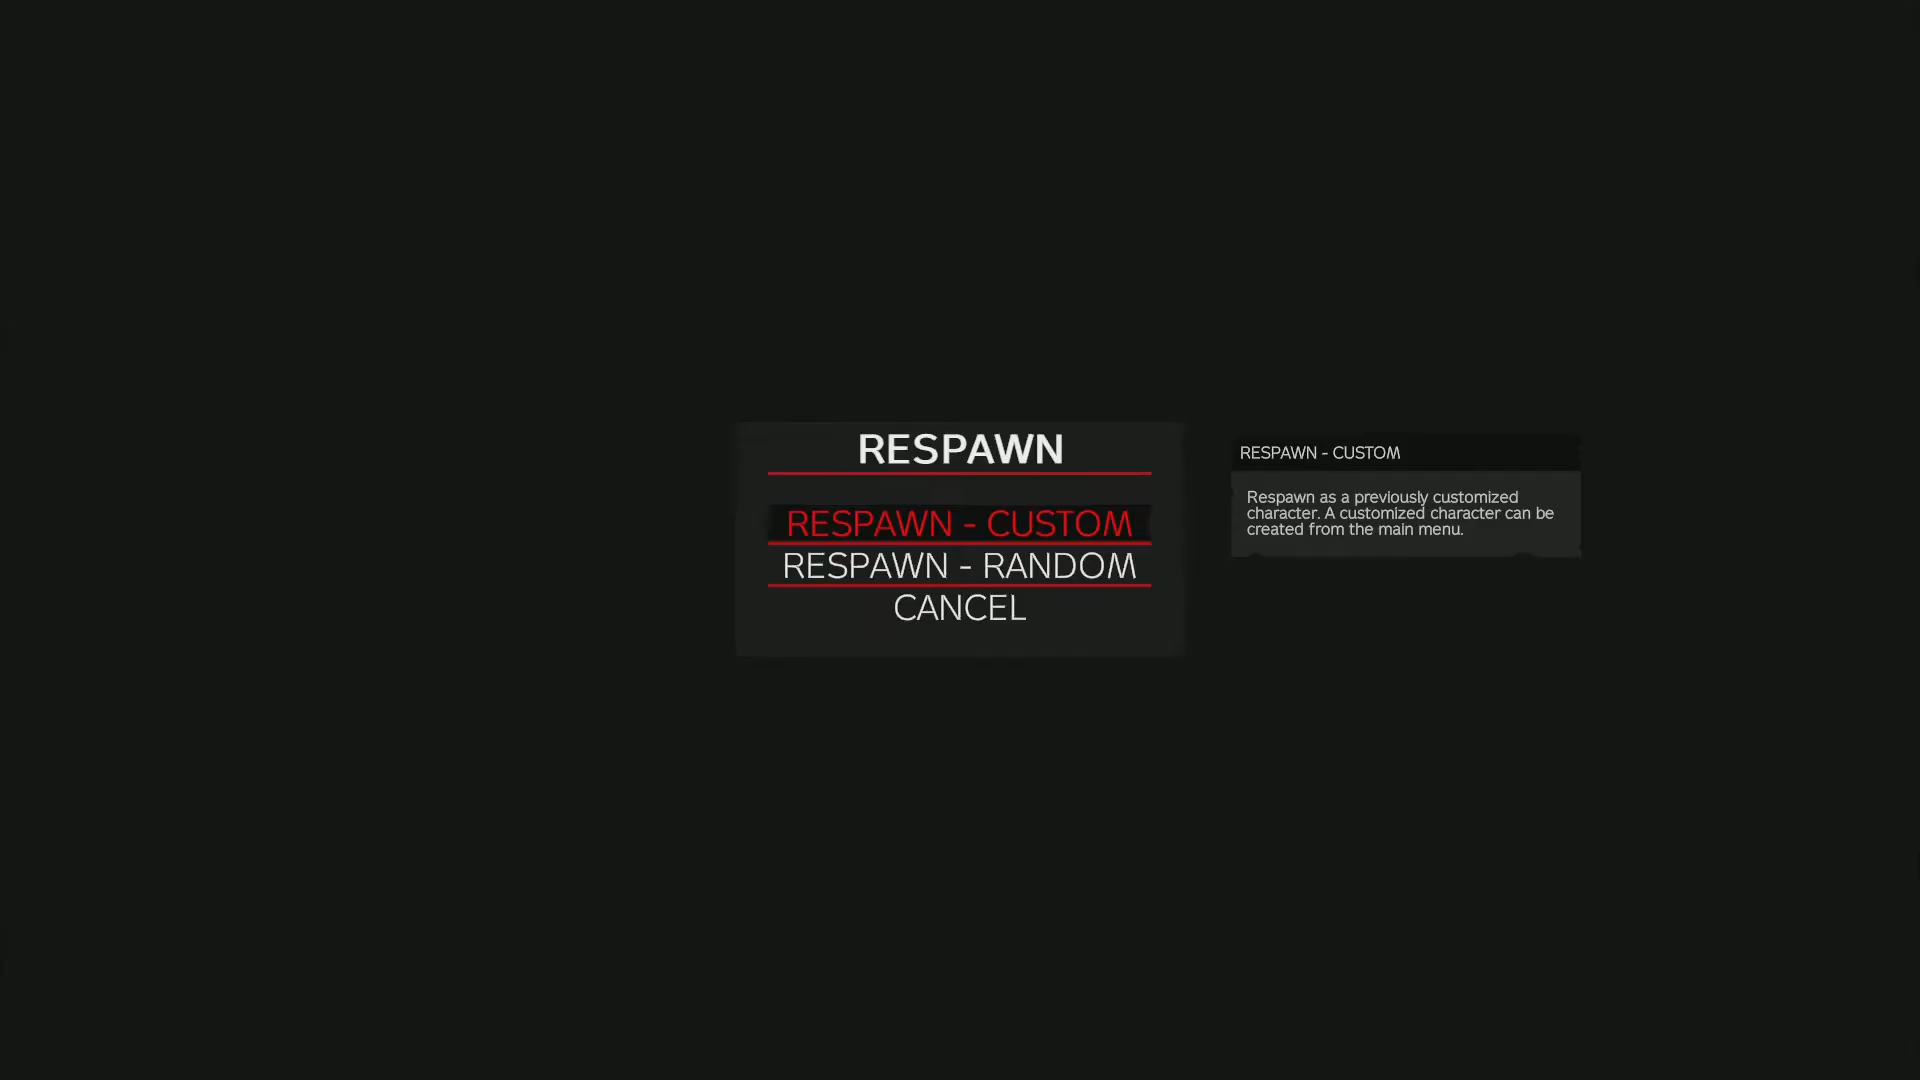 RESPAWN
RESPAWN - CUSTOM
RESPAWN - RANDOM
CANCEL
RESPAWN - CUSTOM
Respawn as a previously customized
character. A customized character can be
created from the main menu.